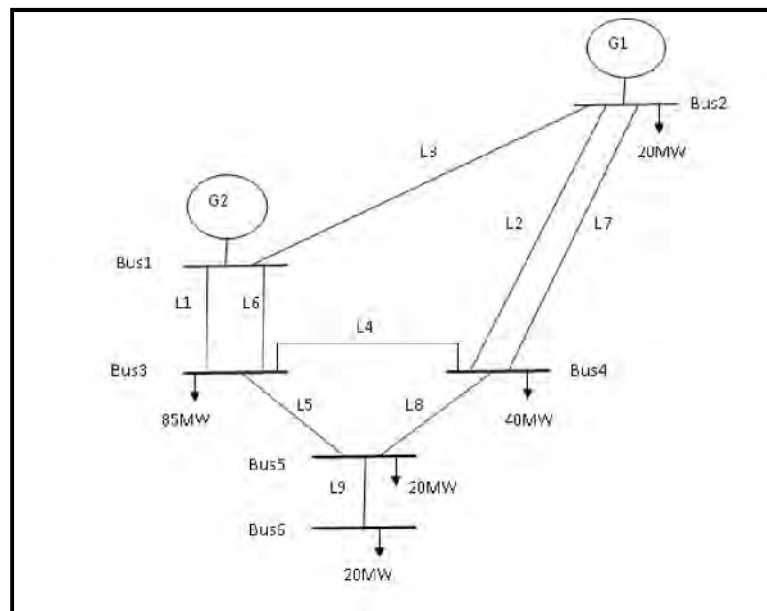 G1
Bus2
20MW
L3
G2
L2
L7
Bus1
L1
L6
L4
Bus3
Bus4
85MW
L5
L8
40MW
Bus5
L9
20MW
Bus6
20MW